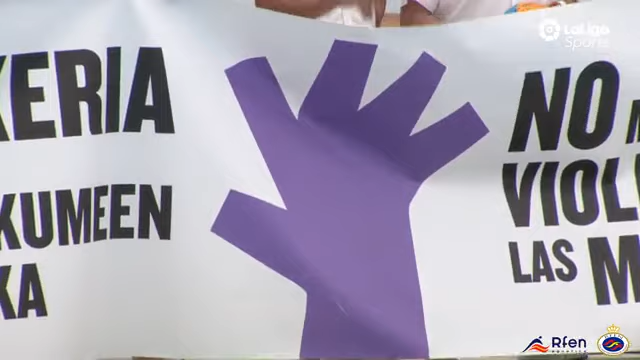 KERIA
KUMEEN
KA
NO
VIOL
LAS M
LaLiga
Sports
Rfen